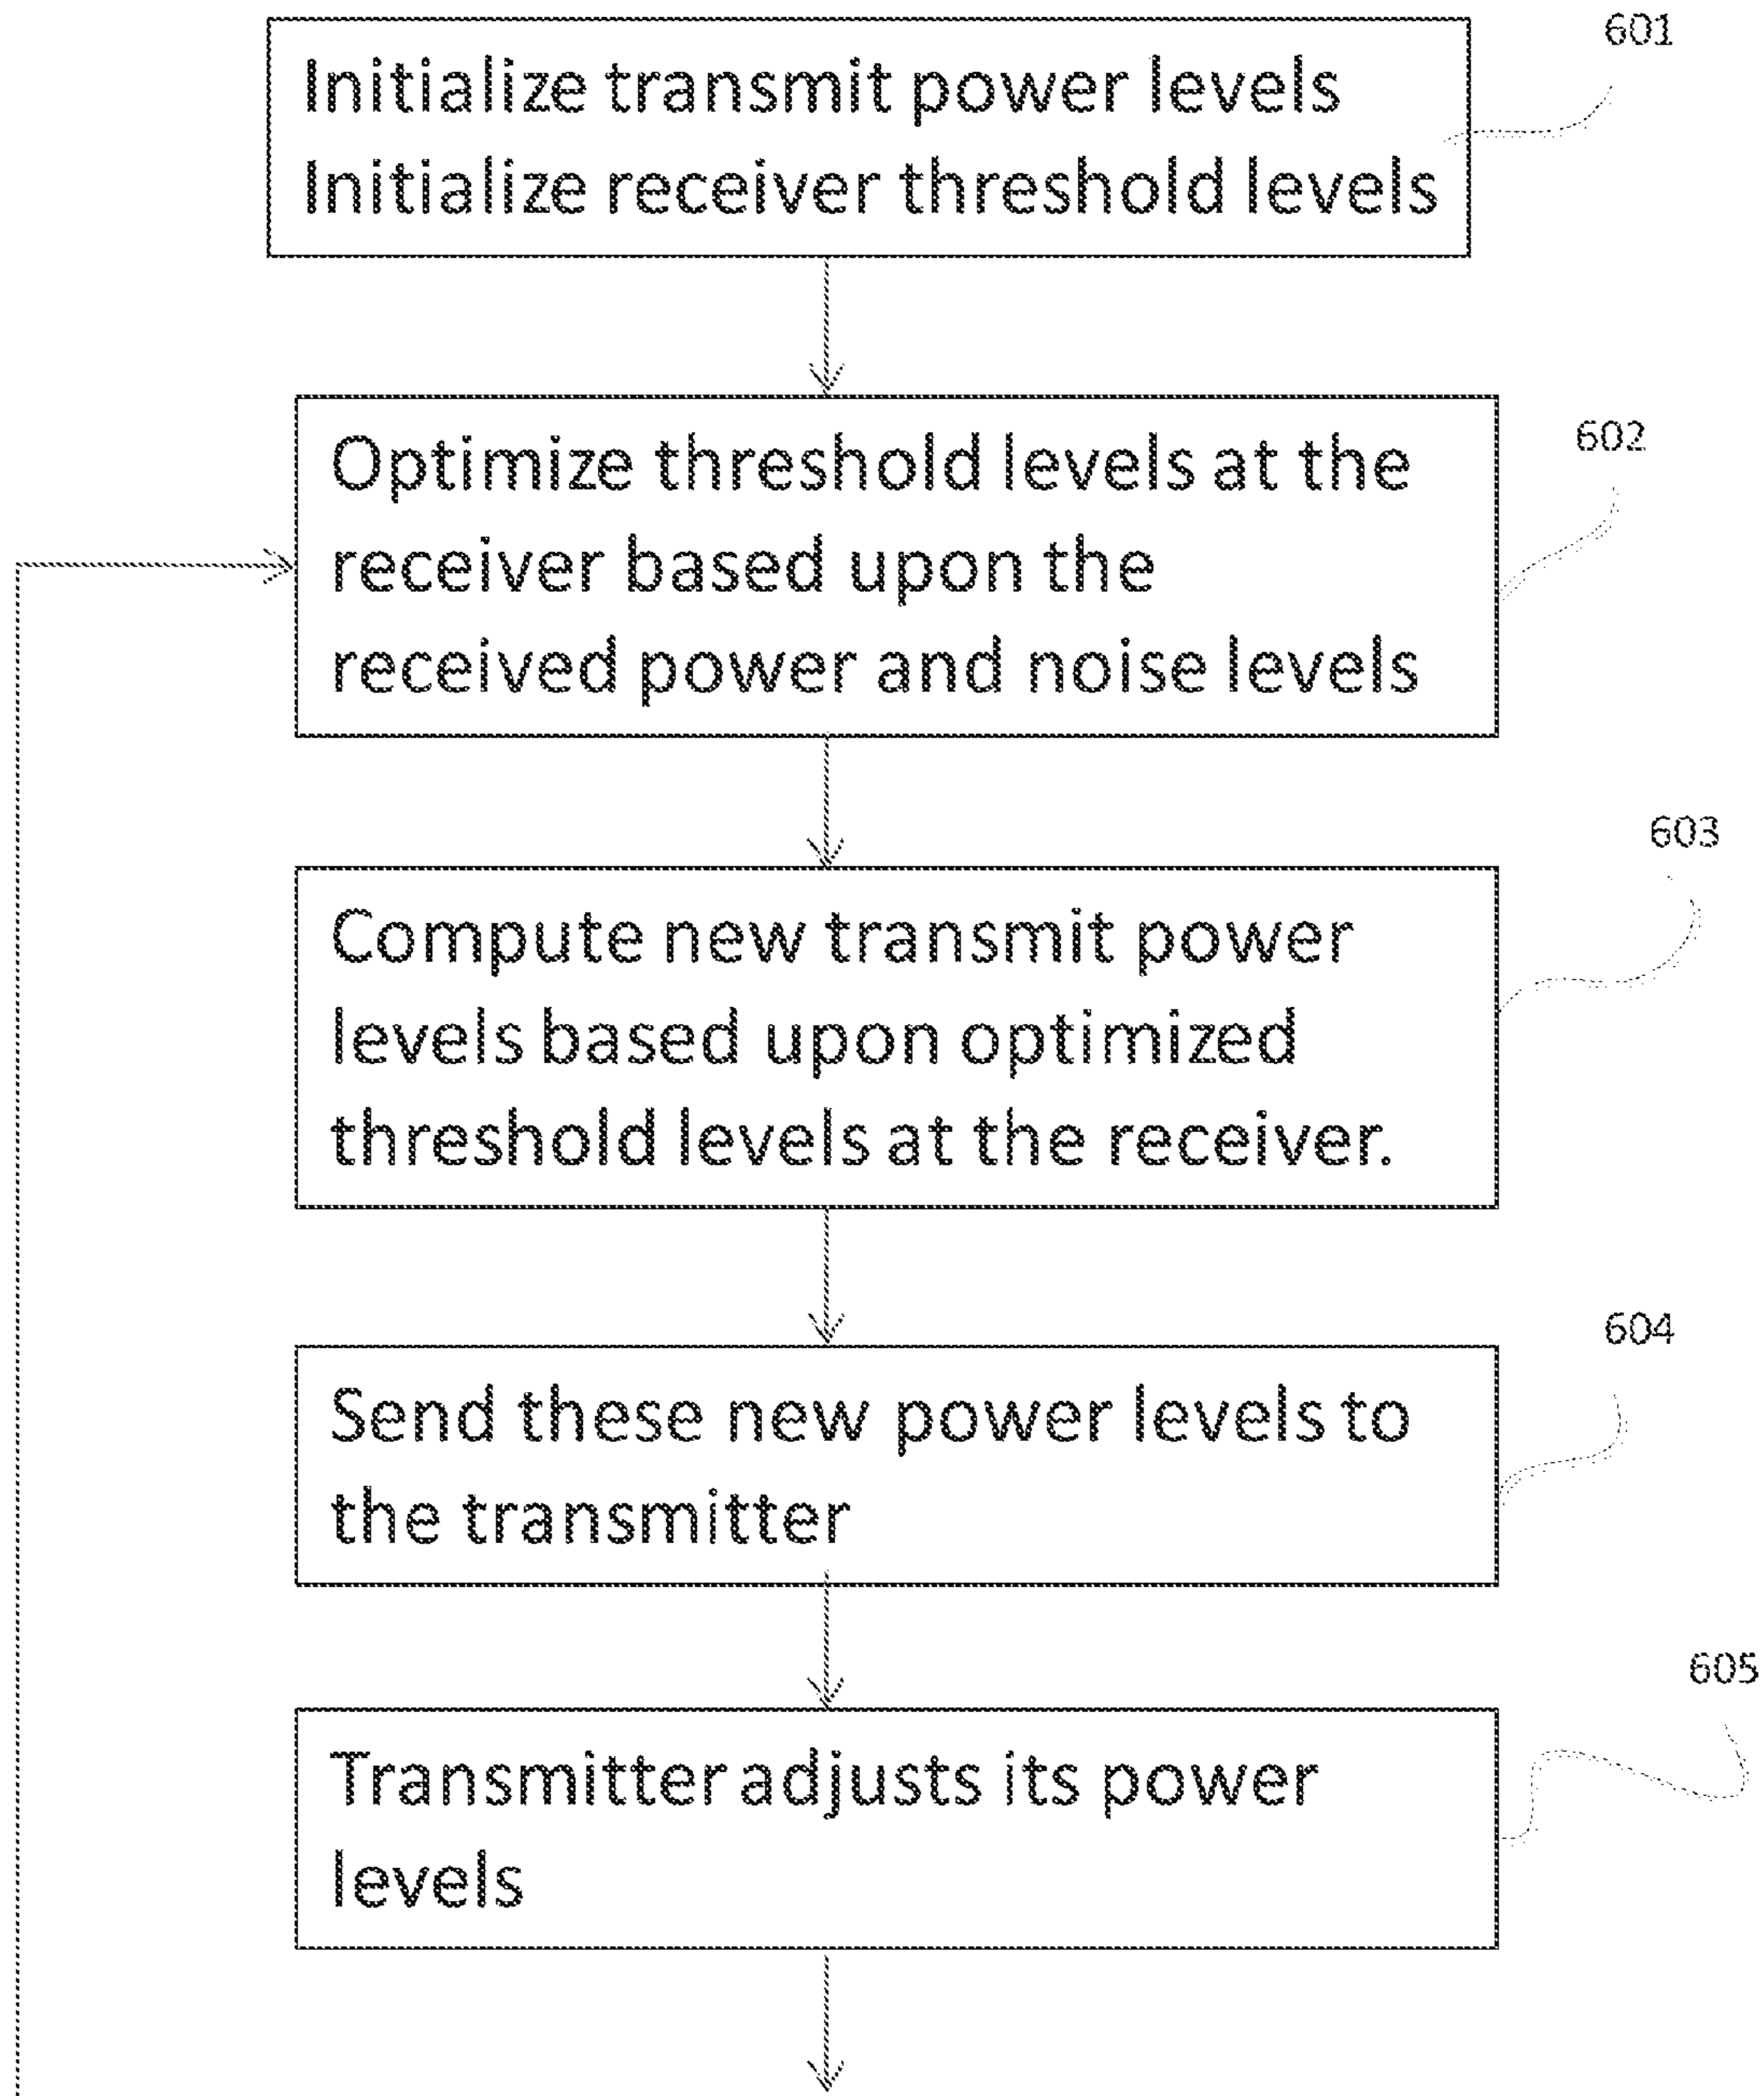 601
Initialize transmit power levels
Initialize receiver threshold levels
602
Optimize threshold levels at the
receiver based upon the
received power and noise levels
603
Compute new transmit power
levels based upon optimized
threshold levels at the receiver.
604
Send these new power levels to
the transmitter
605
Transmitter adjusts its power
levels